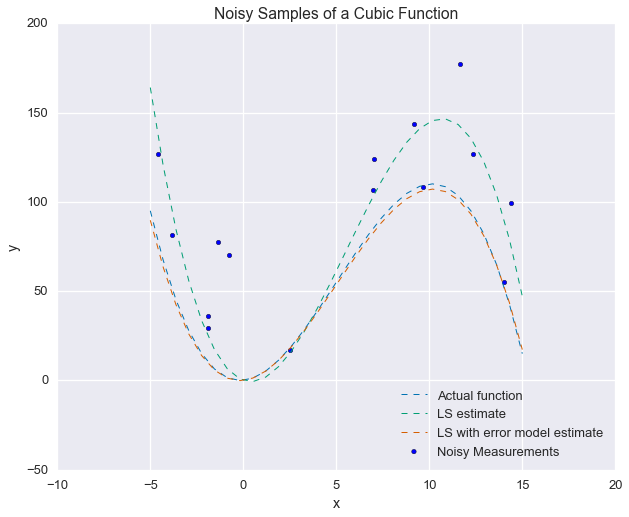 Noisy Samples of a Cubic Function
200
150
100
50
0
−50
y
−10
−5
0
5
10
15
20
x
Actual function
LS estimate
LS with error model estimate
Noisy Measurements